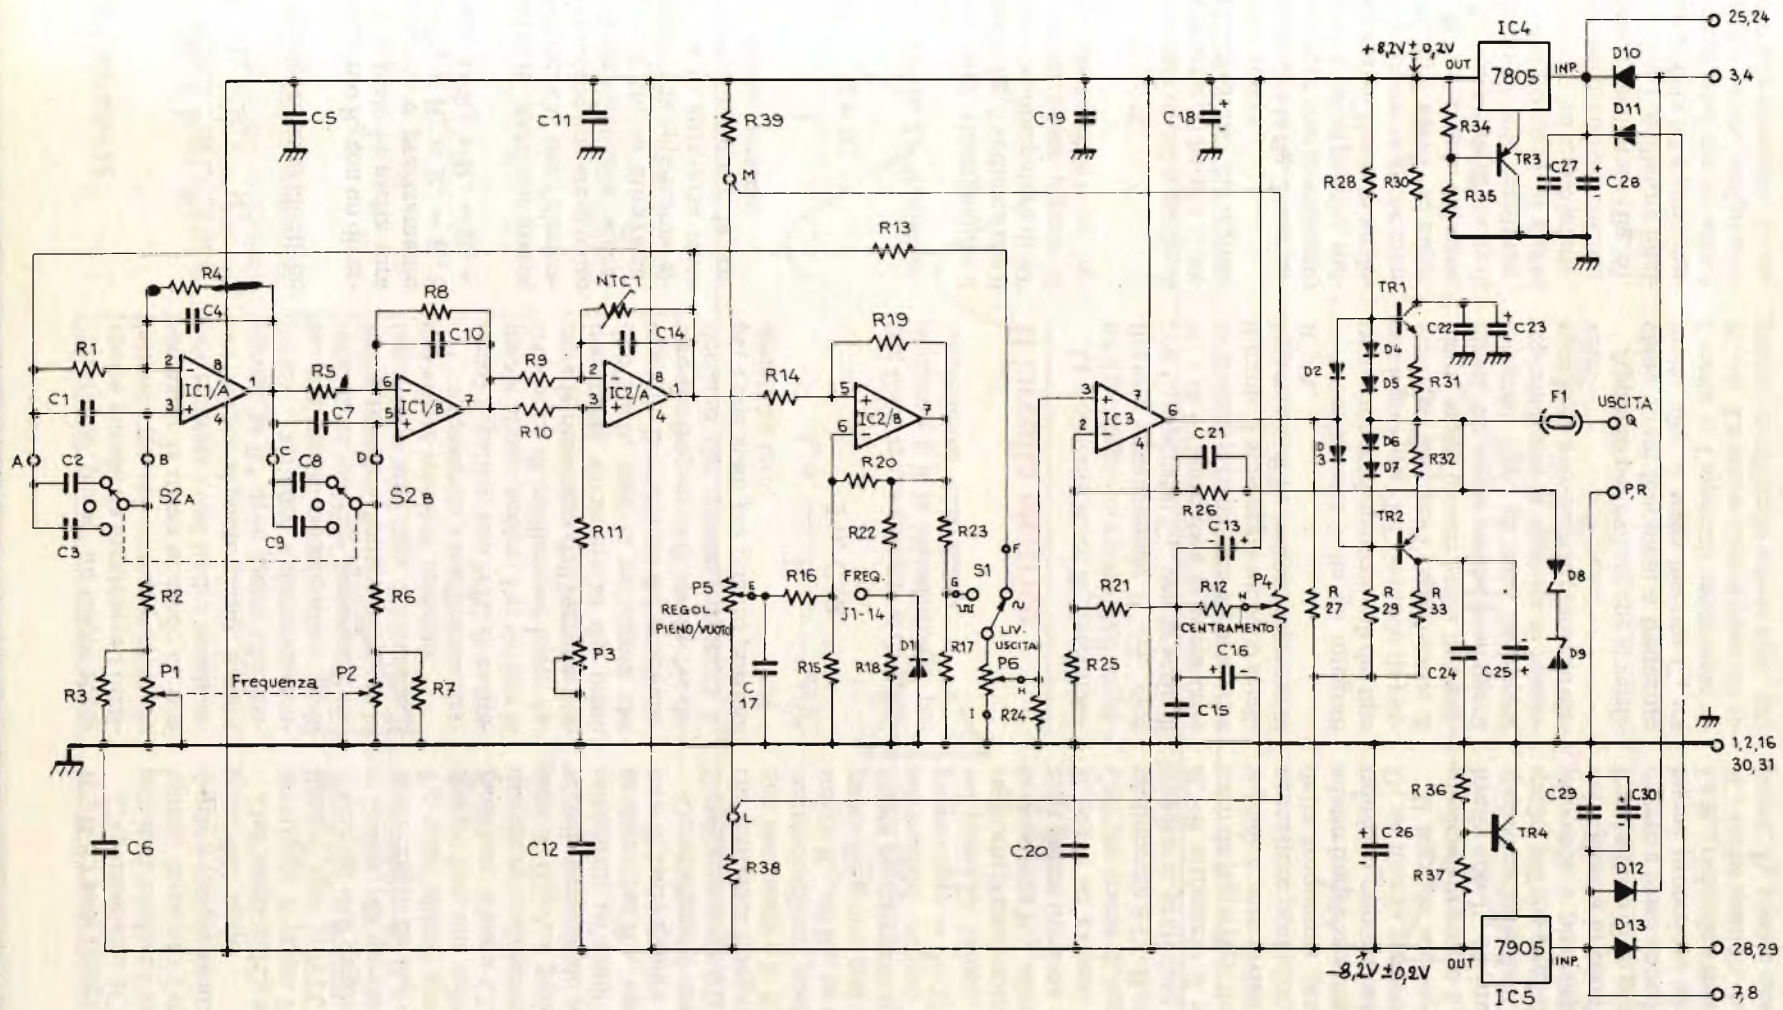 25,24
IC4
+8,2V ± 0,2V
OUT
7805
INP.
D10
3,4
D11
C5
C11
R39
C19
C18
+
-
R34
TR3
C27
+
C28
-
R35
M
R28
R30
R13
R4
C4
R8
C10
NTC1
C14
R19
TR1
C22
+
C23
-
R1
2
-
8
IC1/A
1
3
+
4
C1
R5
C7
6
-
IC1/B
7
5
+
R9
R10
2
-
8
IC2/A
1
3
+
4
R14
5
+
IC2/B
7
6
-
3
+
7
IC3
6
2
-
4
D2
D4
D5
R31
F1
USCITA
Q
A
C2
B
S2A
C3
C
C8
D
S2B
C9
R20
R22
R23
C21
R26
C13
-
+
D
3
D6
D7
R32
P,R
TR2
R11
F
R2
R6
P5
E
REGOL.
PIENO/VUOTO
R16
FREQ.
J1-14
G
S1
R21
R12
N
P4
CENTRAMENTO
R
27
R
29
R
33
D8
D9
LIV.
USCITA
P3
R3
P1
Frequenza
P2
R7
C
17
R15
R18
D1
R17
P6
H
I
R24
R25
C16
+
-
C15
C24
C25
-
+
1,2,16
30,31
C6
C12
L
R38
C20
+
C26
-
R36
TR4
R37
C29
+
C30
-
D12
-8,2V ±0,2V
OUT
7905
INP.
IC5
D13
28,29
7,8